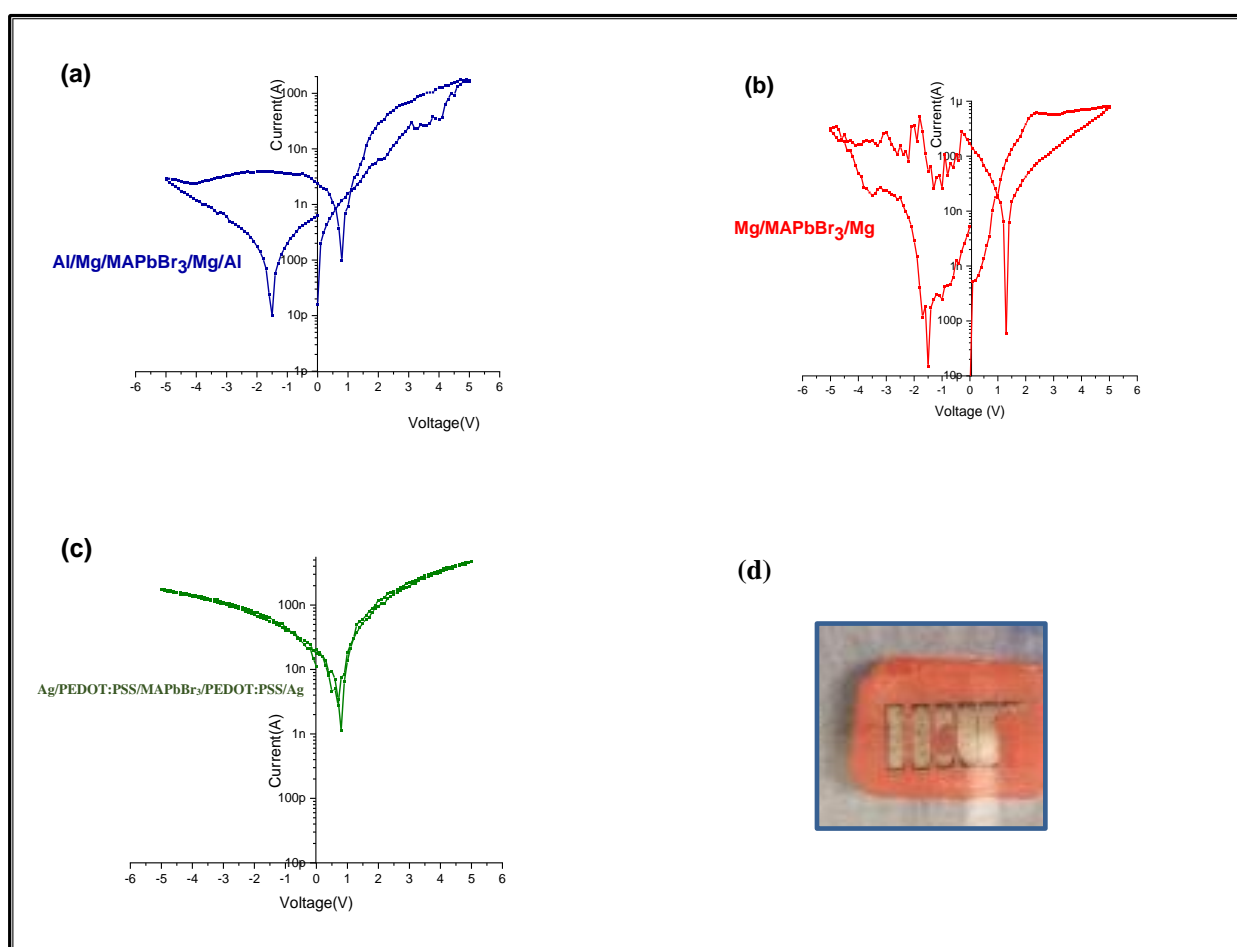 (a)
Current(A)
100n
10n
1n
100p
10p
1p
-6 -5 -4 -3 -2 -1 0 1 2 3 4 5 6
Voltage(V)
Al/Mg/MAPbBr3/Mg/Al
(b)
Current(A)
1µ
100p
10n
1n
100p
10p
-6 -5 -4 -3 -2 -1 0 1 2 3 4 5 6
Voltage (V)
Mg/MAPbBr3/Mg
(c)
100n
10n
1n
100p
10p
Current(A)
-6 -5 -4 -3 -2 -1 0 1 2 3 4 5 6
Voltage(V)
Ag/PEDOT:PSS/MAPbBr3/PEDOT:PSS/Ag
(d)